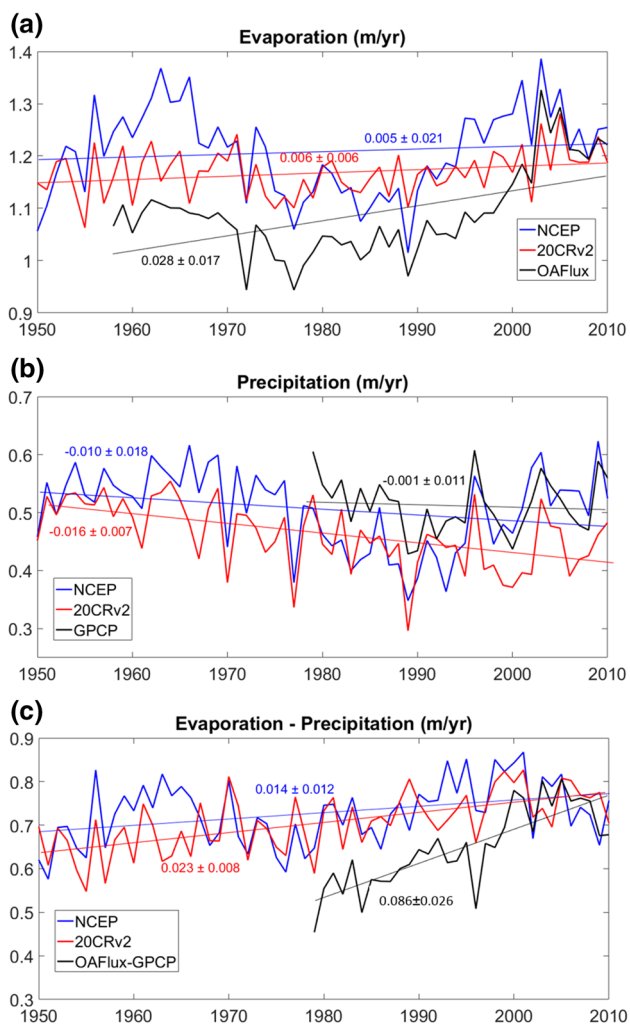 (a)
Evaporation (m/yr)
1.4
1.3
1.2
1.1
1
0.9
0.005 ± 0.021
0.006 ± 0.006
0.028 ± 0.017
NCEP
20CRv2
OAFlux
1950 1960 1970 1980 1990 2000 2010
(b)
Precipitation (m/yr)
0.7
0.6
0.5
0.4
0.3
-0.010 ± 0.018
-0.001 ± 0.011
-0.016 ± 0.007
NCEP
20CRv2
GPCP
1950 1960 1970 1980 1990 2000 2010
(c)
Evaporation - Precipitation (m/yr)
0.9
0.8
0.7
0.6
0.5
0.4
0.3
0.014 ± 0.012
0.023 ± 0.008
0.086±0.026
NCEP
20CRv2
OAFlux-GPCP
1950 1960 1970 1980 1990 2000 2010